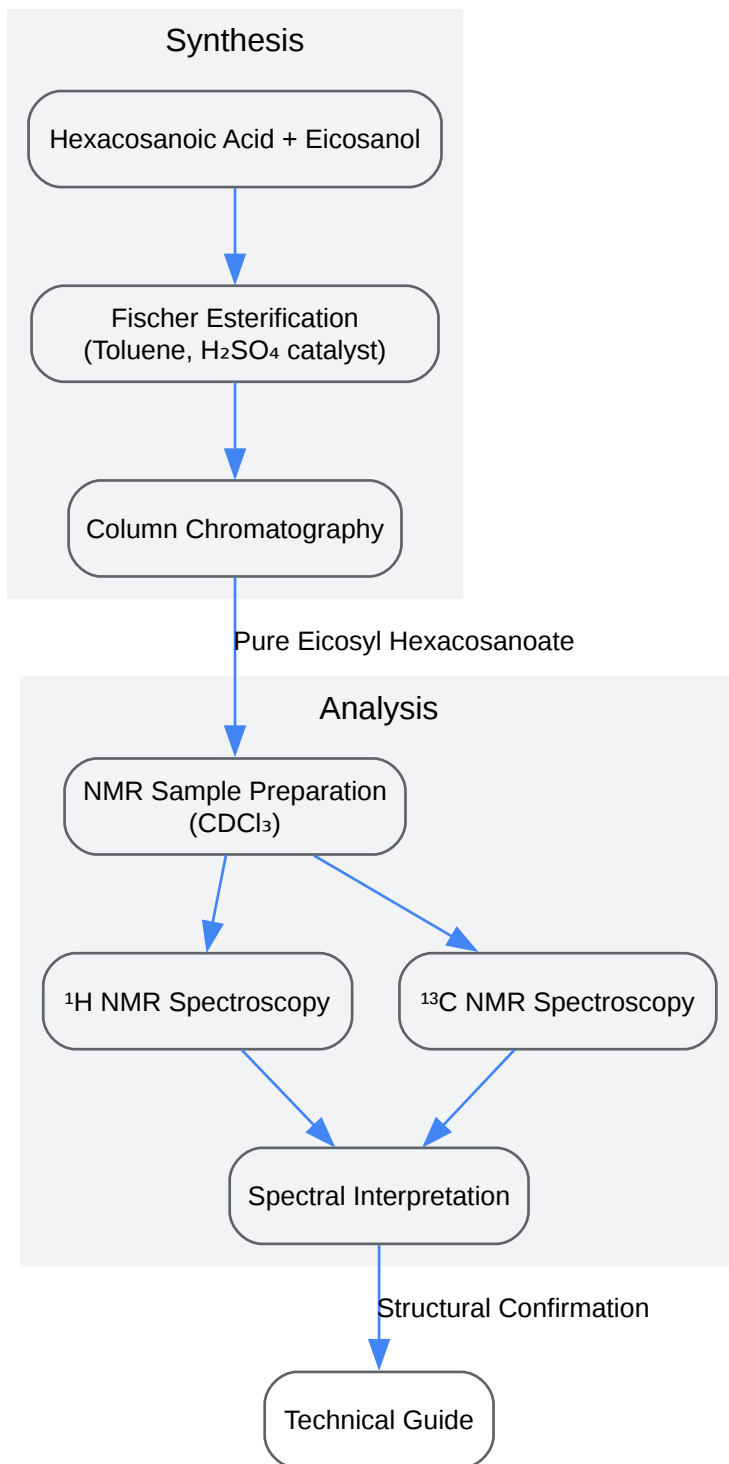 Synthesis
Hexacosanoic Acid + Eicosanol
Fischer Esterification
(Toluene, H₂SO₄ catalyst)
Column Chromatography
Pure Eicosyl Hexacosanoate
Analysis
NMR Sample Preparation
(CDCl₃)
¹H NMR Spectroscopy
¹³C NMR Spectroscopy
Spectral Interpretation
Structural Confirmation
Technical Guide